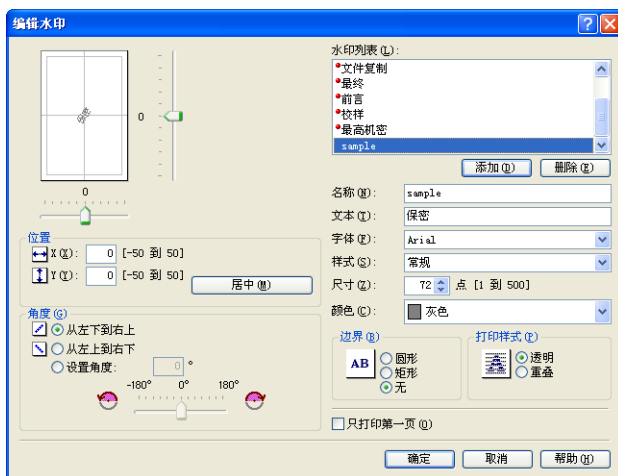 编辑水印
保密
0
0
位置
X(X): 0 [-50 到 50]
Y(Y): 0 [-50 到 50]
居中(M)
角度(G)
从左下到右上
从左上到右下
设置角度: 0 °
-180° 0° 180°
水印列表(L):
文件复制
最终
前言
校样
最高机密
sample
添加(D) 删除(E)
名称(N): sample
文本(T): 保密
字体(F): Arial
样式(S): 常规
尺寸(Z): 72 点 [1 到 500]
颜色(C): 灰色
边界(R)
AB
圆形
矩形
无
打印样式(P)
透明
重叠
只打印第一页(O)
确定 取消 帮助(H)